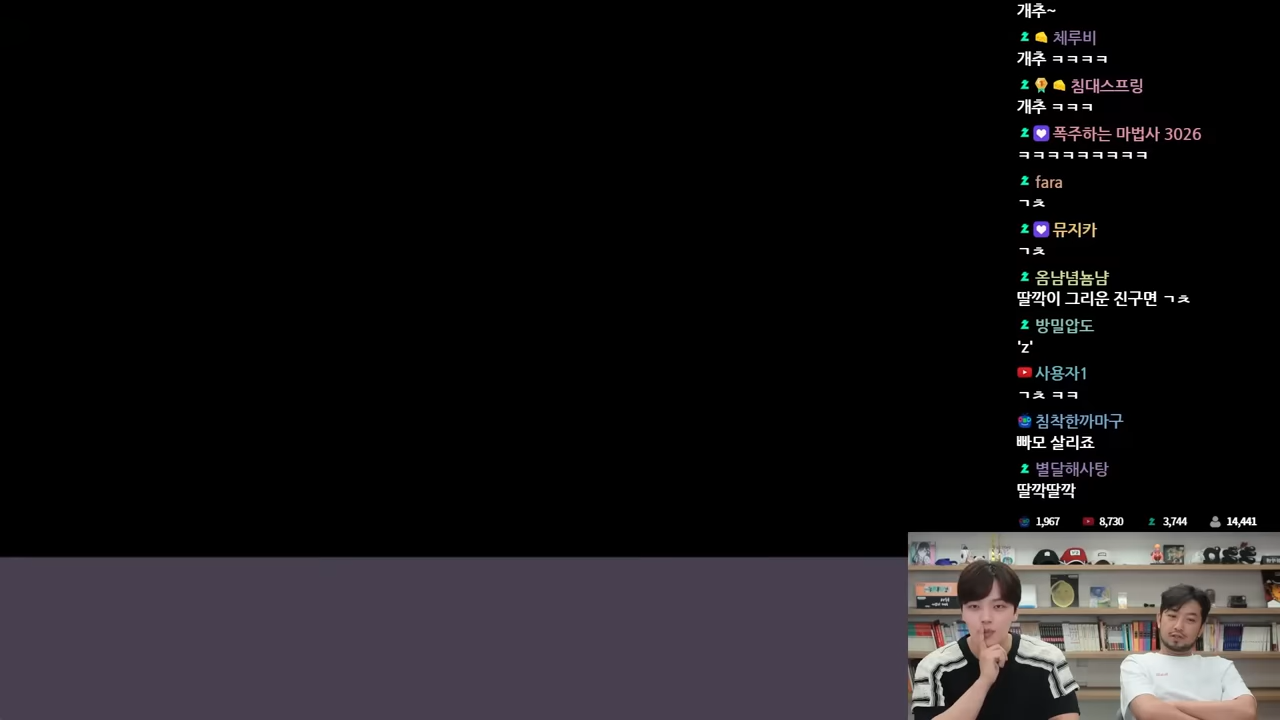 개추~
체루비
개추 ㅋㅋㅋㅋ
침대스프링
개추 ㅋㅋㅋ
폭주하는 마법사 3026
ㅋㅋㅋㅋㅋㅋㅋㅋㅋ
fara
ㄱㅊ
뮤지카
ㄱㅊ
옴냠념뇸냠
딸깍이 그리운 진구면 ㄱㅊ
방밀압도
'z'
사용자1
ㄱㅊ ㅋㅋ
침착한까마구
빠모 살리죠
별달해사탕
딸깍딸깍
1,967 8,730 3,744 14,441